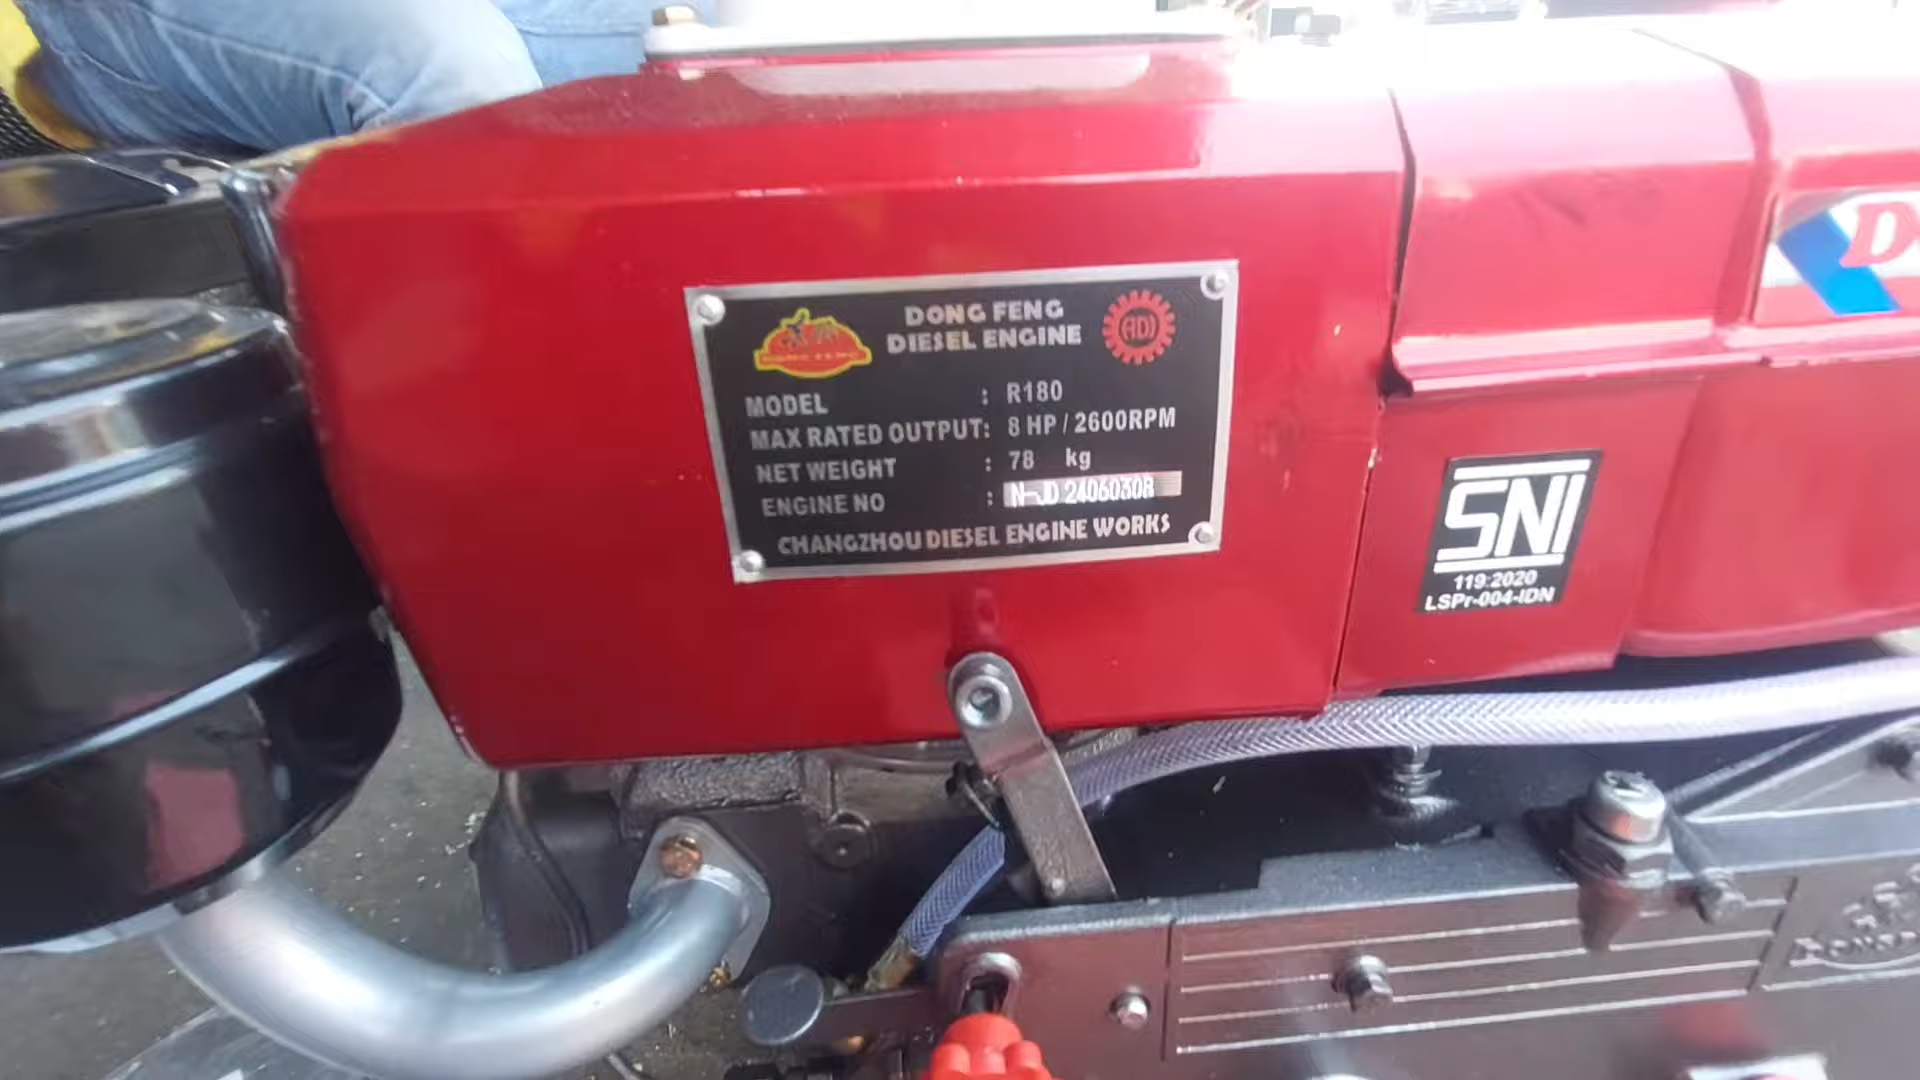 DONG FENG
DIESEL ENGINE
ADI
MODEL : R180
MAX RATED OUTPUT: 8 HP / 2600RPM
NET WEIGHT : 78 kg
ENGINE NO : N-JD 24060308
CHANGZHOU DIESEL ENGINE WORKS
SNI
119:2020
LSPr-004-IDN